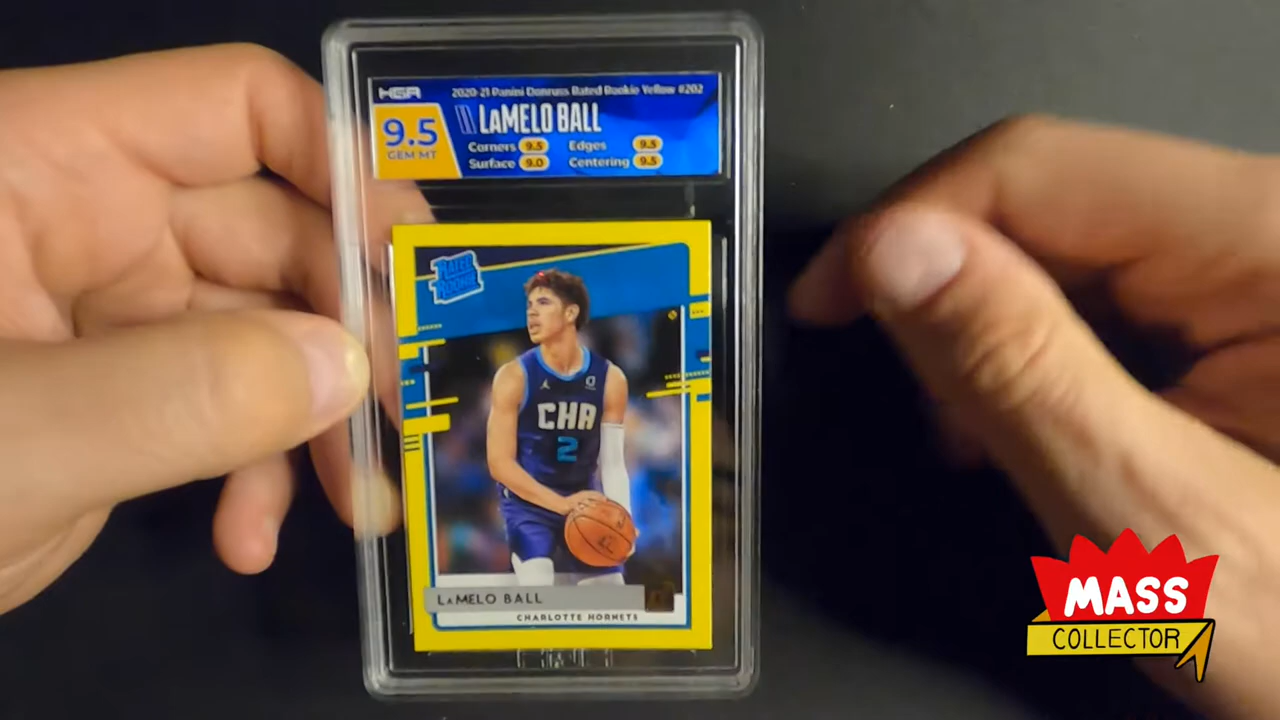 HGA
2020-21 Panini Donruss Rated Rookie Yellow #202
9.5
GEM MT
LaMELO BALL
Corners 9.5 Edges 9.5
Surface 9.0 Centering 9.5
RATED
ROOKIE
CHA
2
LaMELO BALL
CHARLOTTE HORNETS
MASS
COLLECTOR